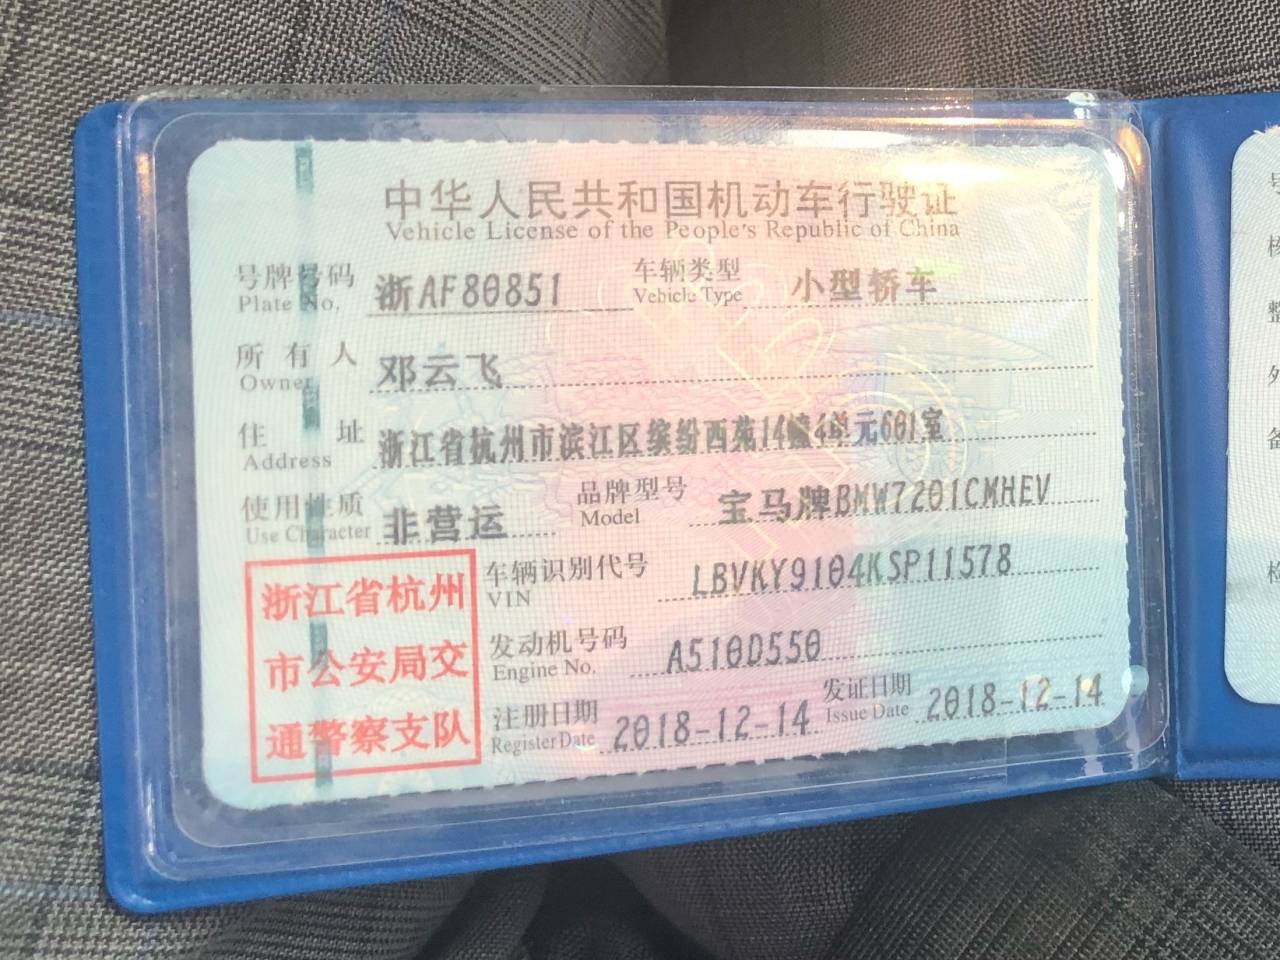 中华人民共和国机动车行驶证
Vehicle License of the People's Republic of China
号牌号码 浙AF80851 车辆类型 小型轿车
Plate No. Vehicle Type
所有人 邓云飞
Owner
住址 浙江省杭州市滨江区缤纷西苑14幢4单元601室
Address
使用性质 非营运 品牌型号 宝马牌BMW7201CMHEV
Use Character Model
浙江省杭州
市公安局交
通警察支队
车辆识别代号 LBVKY9104KSP11578
VIN
发动机号码 A510D550
Engine No.
注册日期 2018-12-14 发证日期 2018-12-14
Register Date Issue Date
号
整
外
备
检